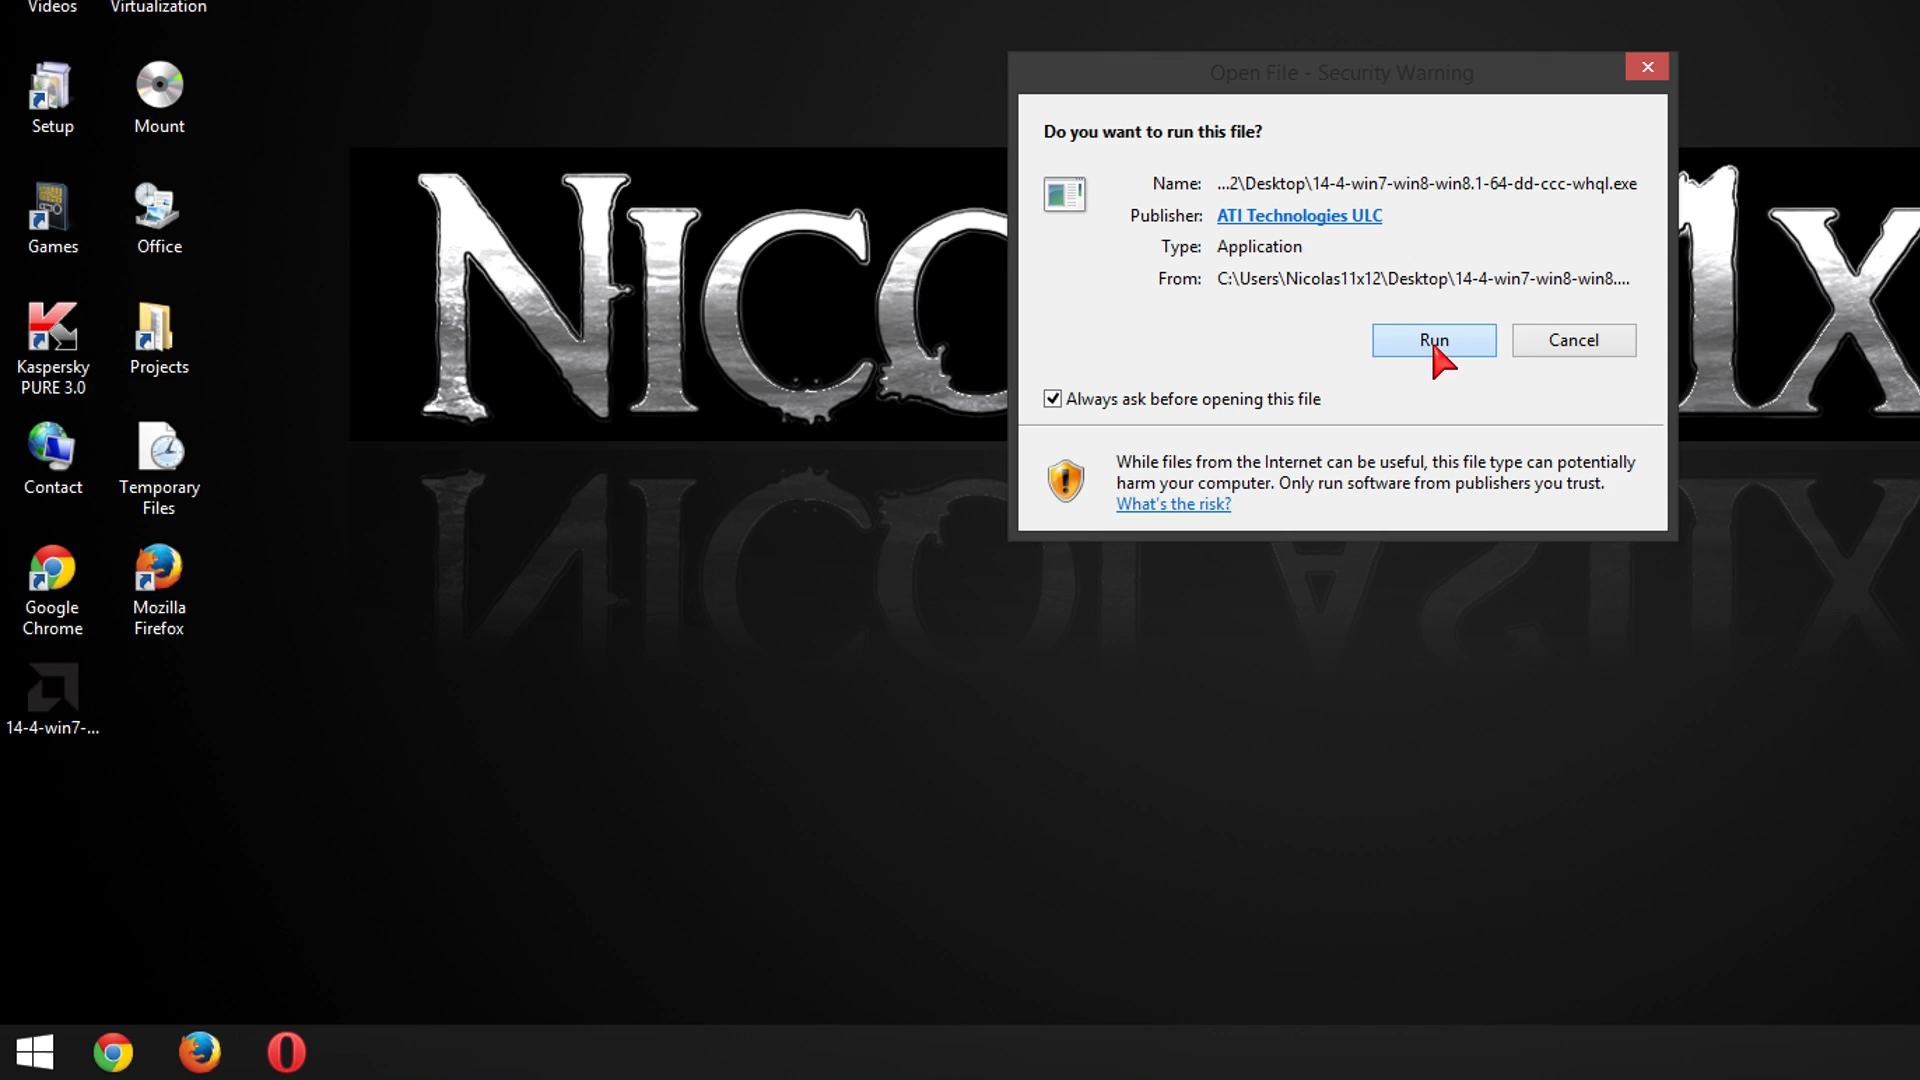 Videos
Virtualization
Setup
Mount
Games
Office
Kaspersky
PURE 3.0
Projects
Contact
Temporary
Files
Google
Chrome
Mozilla
Firefox
14-4-win7-...
Open File - Security Warning
Do you want to run this file?
Name: ...2\Desktop\14-4-win7-win8-win8.1-64-dd-ccc-whql.exe
Publisher: ATI Technologies ULC
Type: Application
From: C:\Users\Nicolas11x12\Desktop\14-4-win7-win8-win8....
Run
Cancel
Always ask before opening this file
While files from the Internet can be useful, this file type can potentially
harm your computer. Only run software from publishers you trust.
What's the risk?